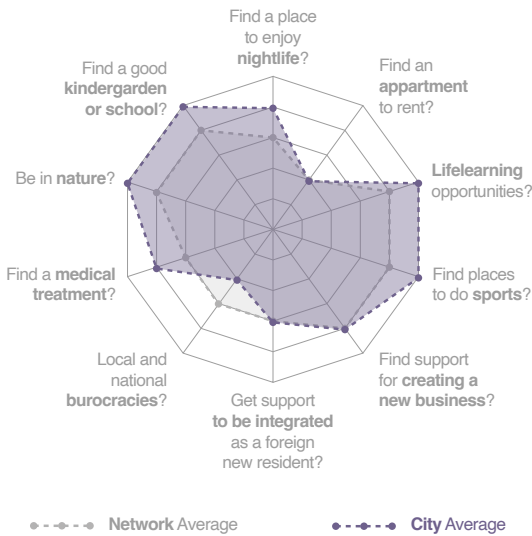 Find a place
to enjoy
nightlife?
Find an
appartment
to rent?
Lifelearning
opportunities?
Find places
to do sports?
Find support
for creating a
new business?
Get support
to be integrated
as a foreign
new resident?
Local and
national
burocracies?
Find a medical
treatment?
Be in nature?
Find a good
kindergarden
or school?
Network Average
City Average